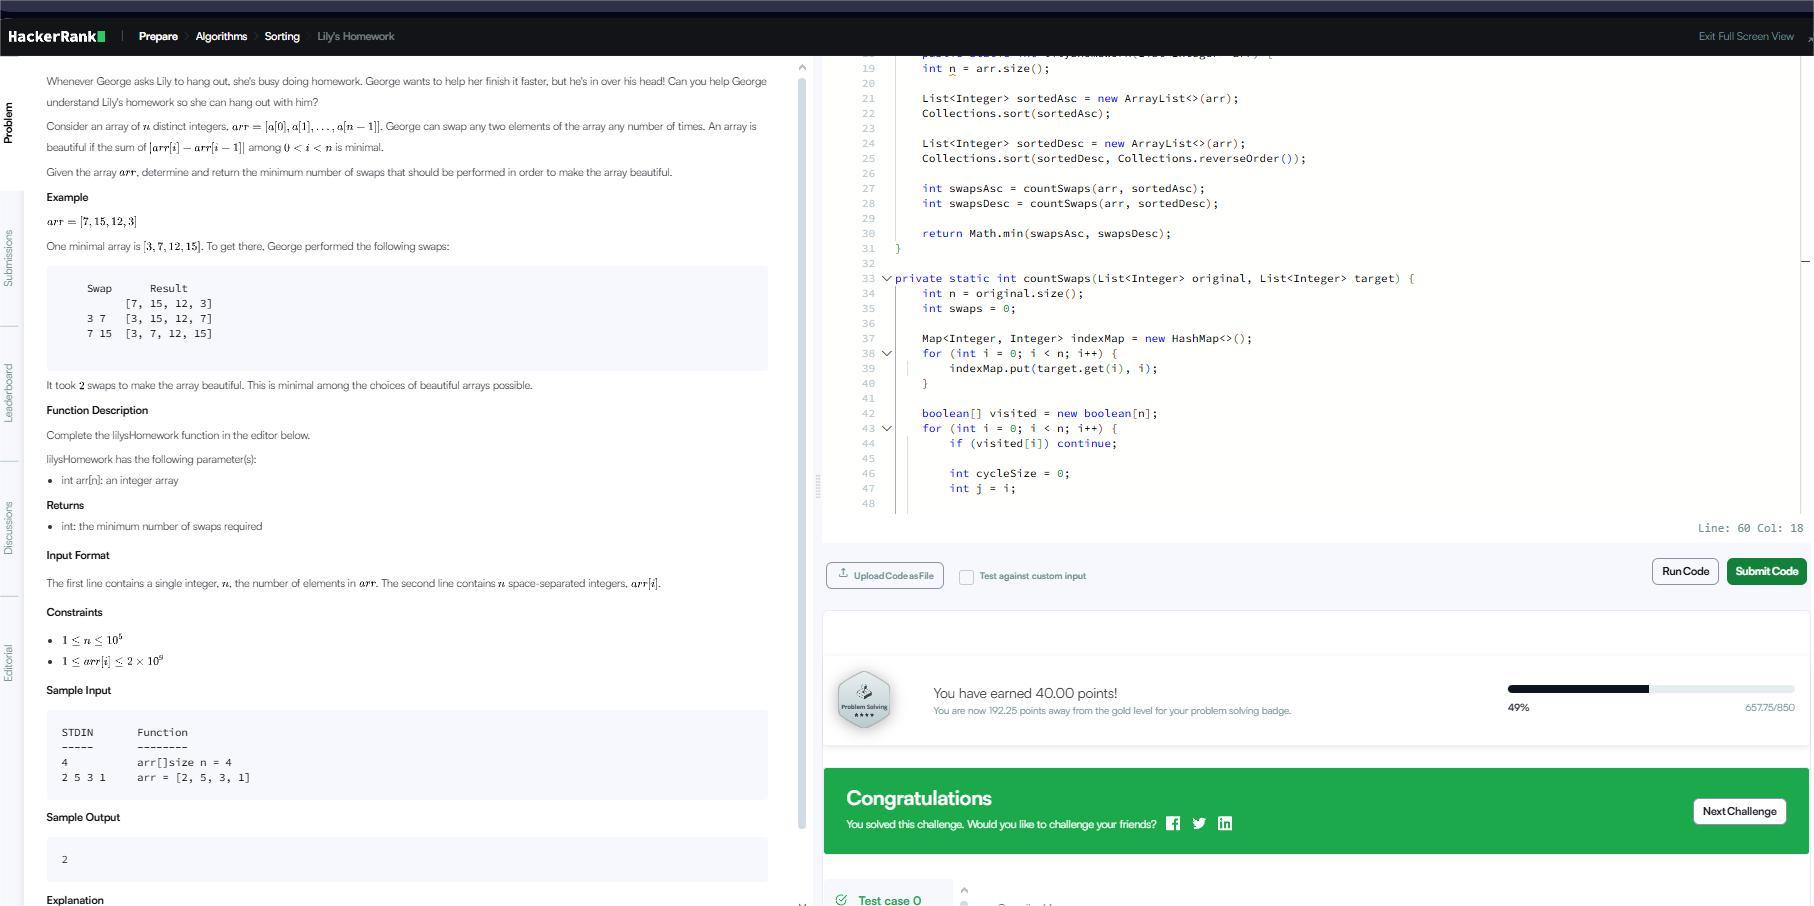 HackerRank
Prepare
Algorithms
Sorting
Lily's Homework
Exit Full Screen View
Problem
Submissions
Leaderboard
Discussions
Editorial
Whenever George asks Lily to hang out, she's busy doing homework. George wants to help her finish it faster, but he's in over his head! Can you help George
understand Lily's homework so she can hang out with him?
Consider an array of n distinct integers, arr = [a[0], a[1], . . . , a[n − 1]]. George can swap any two elements of the array any number of times. An array is
beautiful if the sum of |arr[i] − arr[i − 1]| among 0 < i < n is minimal.
Given the array arr, determine and return the minimum number of swaps that should be performed in order to make the array beautiful.
Example
arr = [7, 15, 12, 3]
One minimal array is [3, 7, 12, 15]. To get there, George performed the following swaps:
Swap Result
[7, 15, 12, 3]
3 7 [3, 15, 12, 7]
7 15 [3, 7, 12, 15]
It took 2 swaps to make the array beautiful. This is minimal among the choices of beautiful arrays possible.
Function Description
Complete the lilysHomework function in the editor below.
lilysHomework has the following parameter(s):
• int arr[n]: an integer array
Returns
• int: the minimum number of swaps required
Input Format
The first line contains a single integer, n, the number of elements in arr. The second line contains n space-separated integers, arr[i].
Constraints
• 1 ≤ n ≤ 10⁵
• 1 ≤ arr[i] ≤ 2 × 10⁹
Sample Input
STDIN Function
----- --------
4 arr[]size n = 4
2 5 3 1 arr = [2, 5, 3, 1]
Sample Output
2
Explanation
19 int n = arr.size();
20
21 List<Integer> sortedAsc = new ArrayList<>(arr);
22 Collections.sort(sortedAsc);
23
24 List<Integer> sortedDesc = new ArrayList<>(arr);
25 Collections.sort(sortedDesc, Collections.reverseOrder());
26
27 int swapsAsc = countSwaps(arr, sortedAsc);
28 int swapsDesc = countSwaps(arr, sortedDesc);
29
30 return Math.min(swapsAsc, swapsDesc);
31 }
32
33 private static int countSwaps(List<Integer> original, List<Integer> target) {
34 int n = original.size();
35 int swaps = 0;
36
37 Map<Integer, Integer> indexMap = new HashMap<>();
38 for (int i = 0; i < n; i++) {
39 indexMap.put(target.get(i), i);
40 }
41
42 boolean[] visited = new boolean[n];
43 for (int i = 0; i < n; i++) {
44 if (visited[i]) continue;
45
46 int cycleSize = 0;
47 int j = i;
48
Line: 60 Col: 18
Upload Code as File
Test against custom input
Run Code
Submit Code
Problem Solving
You have earned 40.00 points!
You are now 192.25 points away from the gold level for your problem solving badge.
49%
657.75/850
Congratulations
You solved this challenge. Would you like to challenge your friends?
Next Challenge
Test case 0